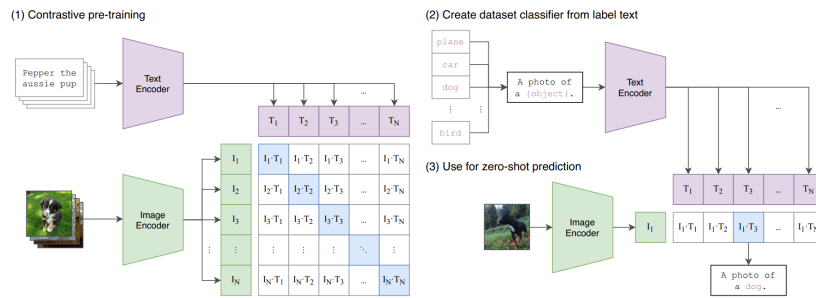 (1) Contrastive pre-training
Pepper the
aussie pup
Text
Encoder
...
T1 T2 T3 ... TN
I1 I1·T1 I1·T2 I1·T3 ... I1·TN
I2 I2·T1 I2·T2 I2·T3 ... I2·TN
Image
Encoder
I3 I3·T1 I3·T2 I3·T3 ... I3·TN
⋮ ⋮ ⋮ ⋮ ⋱ ⋮
IN IN·T1 IN·T2 IN·T3 ... IN·TN
(2) Create dataset classifier from label text
plane
car
dog
⋮ ⋮
bird
A photo of
a {object}.
Text
Encoder
...
(3) Use for zero-shot prediction
T1 T2 T3 ... TN
Image
Encoder
I1 I1·T1 I1·T2 I1·T3 ... I1·TN
A photo of
a dog.